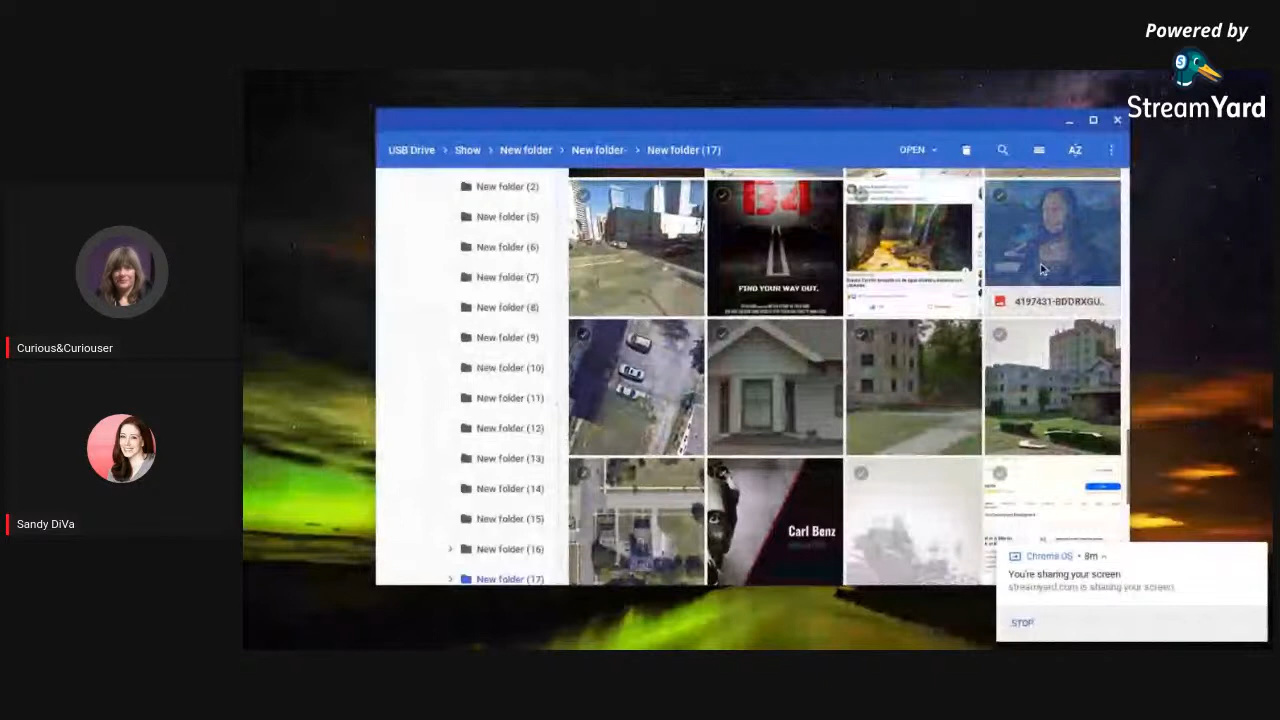 Powered by
StreamYard
USB Drive > Show > New folder > New folder- > New folder (17)
OPEN
AZ
New folder (2)
New folder (5)
New folder (6)
New folder (7)
New folder (8)
New folder (9)
New folder (10)
New folder (11)
New folder (12)
New folder (13)
New folder (14)
New folder (15)
New folder (16)
New folder (17)
B4
FIND YOUR WAY OUT.
4197431-BDDRXGU...
Carl Benz
Curious&Curiouser
Sandy DiVa
Chrome OS • 8m
You're sharing your screen
streamyard.com is sharing your screen.
STOP